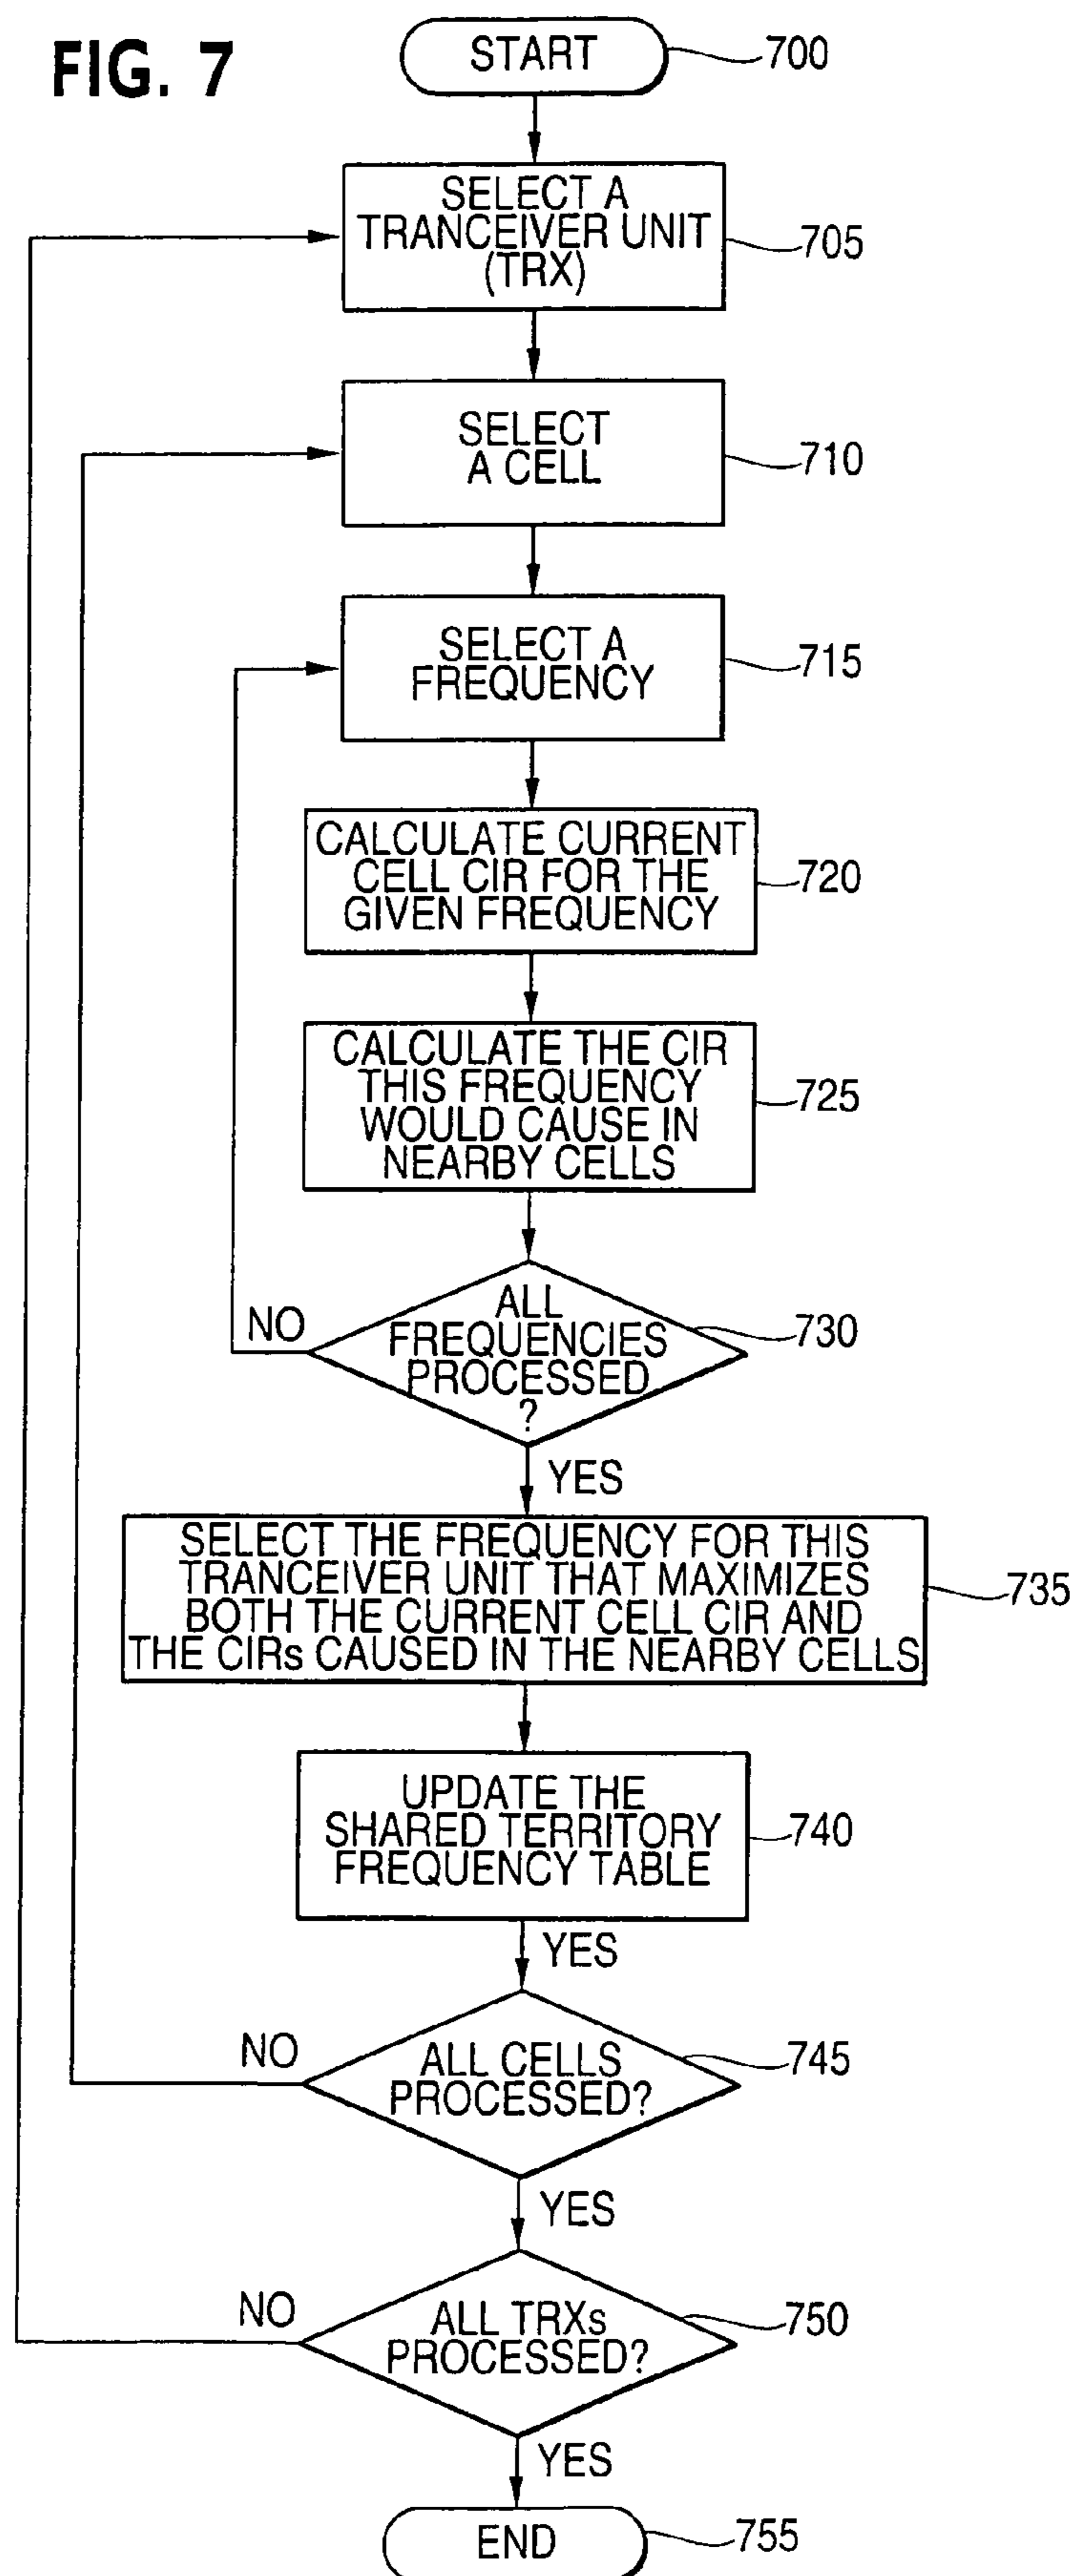 FIG. 7
START
700
SELECT A
TRANCEIVER UNIT
(TRX)
705
SELECT
A CELL
710
SELECT A
FREQUENCY
715
CALCULATE CURRENT
CELL CIR FOR THE
GIVEN FREQUENCY
720
CALCULATE THE CIR
THIS FREQUENCY
WOULD CAUSE IN
NEARBY CELLS
725
ALL
FREQUENCIES
PROCESSED
?
730
NO
YES
SELECT THE FREQUENCY FOR THIS
TRANCEIVER UNIT THAT MAXIMIZES
BOTH THE CURRENT CELL CIR AND
THE CIRs CAUSED IN THE NEARBY CELLS
735
UPDATE THE
SHARED TERRITORY
FREQUENCY TABLE
740
YES
ALL CELLS
PROCESSED?
745
NO
YES
ALL TRXs
PROCESSED?
750
NO
YES
END
755